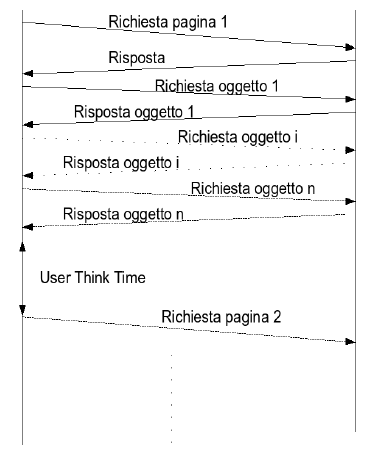 Richiesta pagina 1
Risposta
Richiesta oggetto 1
Risposta oggetto 1
Richiesta oggetto i
Risposta oggetto i
Richiesta oggetto n
Risposta oggetto n
User Think Time
Richiesta pagina 2